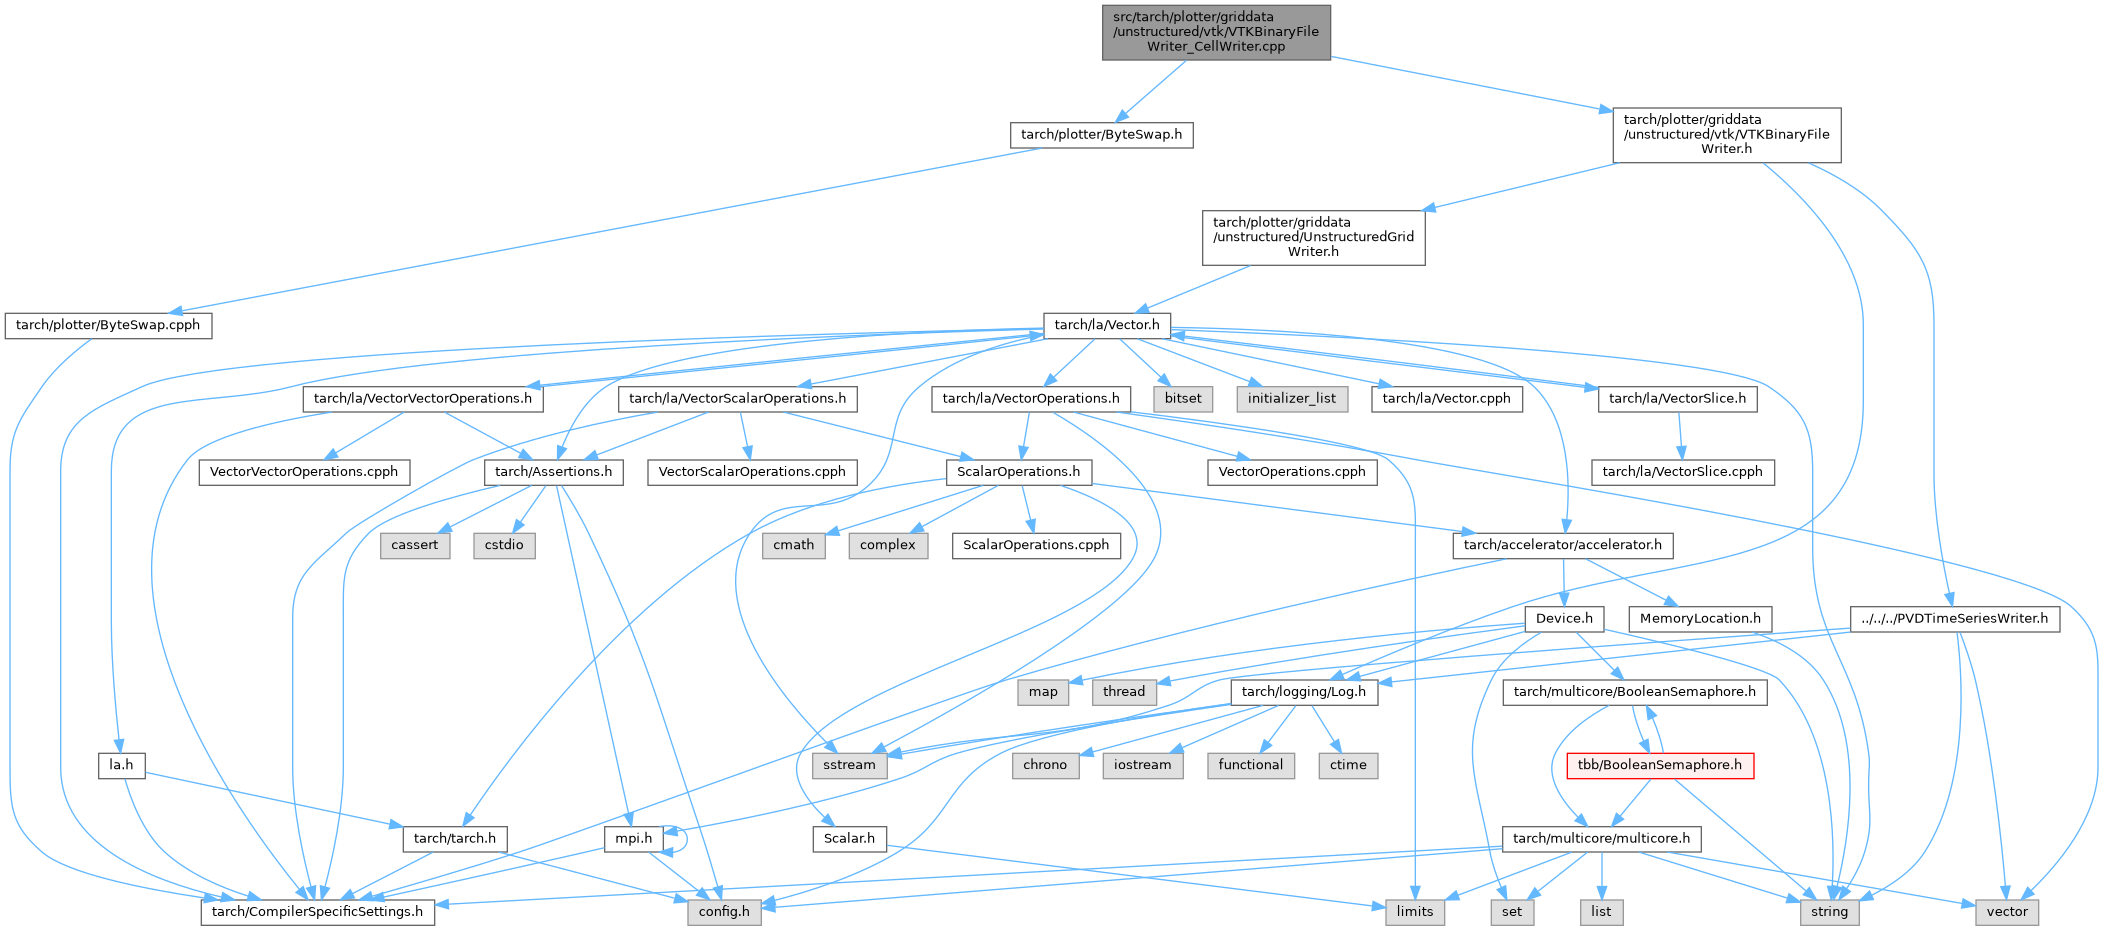 src/tarch/plotter/griddata
/unstructured/vtk/VTKBinaryFile
Writer_CellWriter.cpp
tarch/plotter/ByteSwap.h
tarch/plotter/griddata
/unstructured/vtk/VTKBinaryFile
Writer.h
tarch/plotter/griddata
/unstructured/UnstructuredGrid
Writer.h
tarch/plotter/ByteSwap.cpph
tarch/la/Vector.h
tarch/la/VectorVectorOperations.h
tarch/la/VectorScalarOperations.h
tarch/la/VectorOperations.h
bitset
initializer_list
tarch/la/Vector.cpph
tarch/la/VectorSlice.h
VectorVectorOperations.cpph
tarch/Assertions.h
VectorScalarOperations.cpph
ScalarOperations.h
VectorOperations.cpph
tarch/la/VectorSlice.cpph
cassert
cstdio
cmath
complex
ScalarOperations.cpph
tarch/accelerator/accelerator.h
Device.h
MemoryLocation.h
../../../PVDTimeSeriesWriter.h
map
thread
tarch/logging/Log.h
tarch/multicore/BooleanSemaphore.h
la.h
sstream
chrono
iostream
functional
ctime
tbb/BooleanSemaphore.h
tarch/tarch.h
mpi.h
Scalar.h
tarch/multicore/multicore.h
tarch/CompilerSpecificSettings.h
config.h
limits
set
list
string
vector